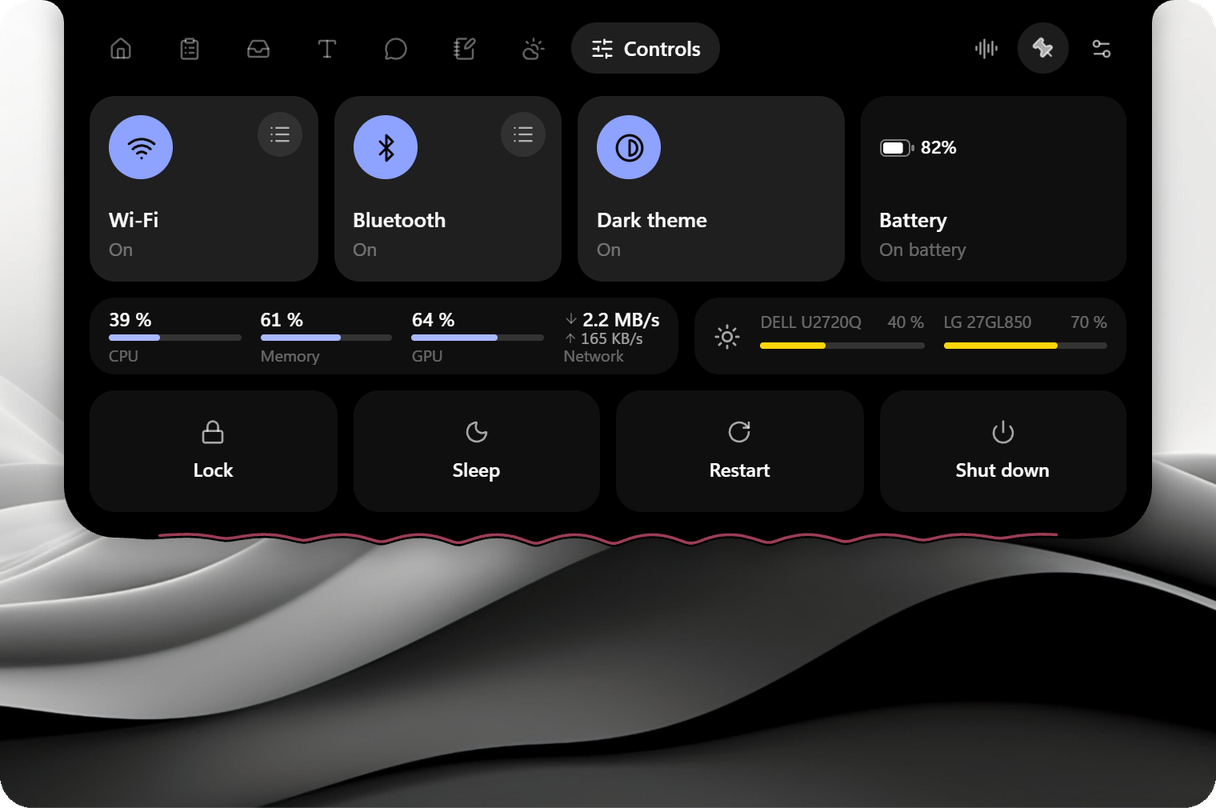 Controls
82%
Wi-Fi
On
Bluetooth
On
Dark theme
On
Battery
On battery
39 %
CPU
61 %
Memory
64 %
GPU
↓ 2.2 MB/s
↑ 165 KB/s
Network
DELL U2720Q 40 %
LG 27GL850 70 %
Lock
Sleep
Restart
Shut down